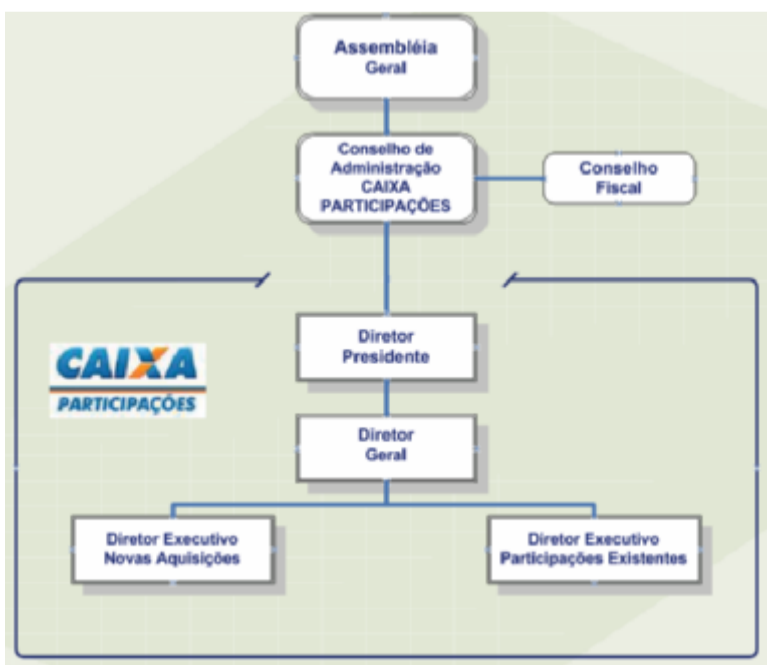 Assembléia
Geral
Conselho de
Administração
CAIXA
PARTICIPAÇÕES
Conselho
Fiscal
Diretor
Presidente
CAIXA
PARTICIPAÇÕES
Diretor
Geral
Diretor Executivo
Novas Aquisições
Diretor Executivo
Participações Existentes